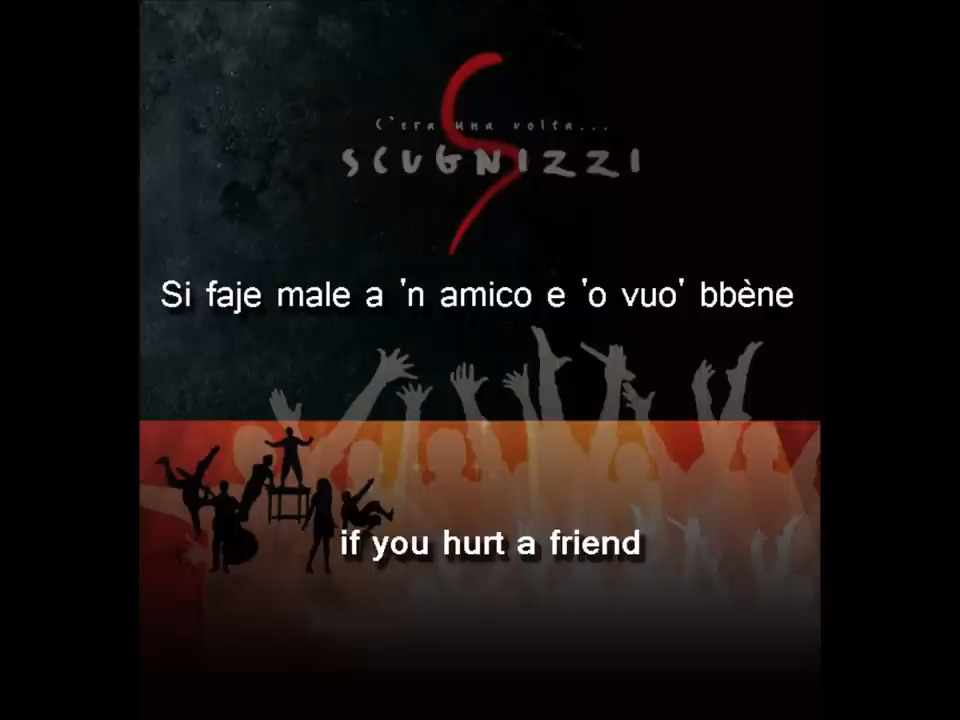 C'era una volta...
SCUGNIZZI
Si faje male a 'n amico e 'o vuo' bbène
if you hurt a friend